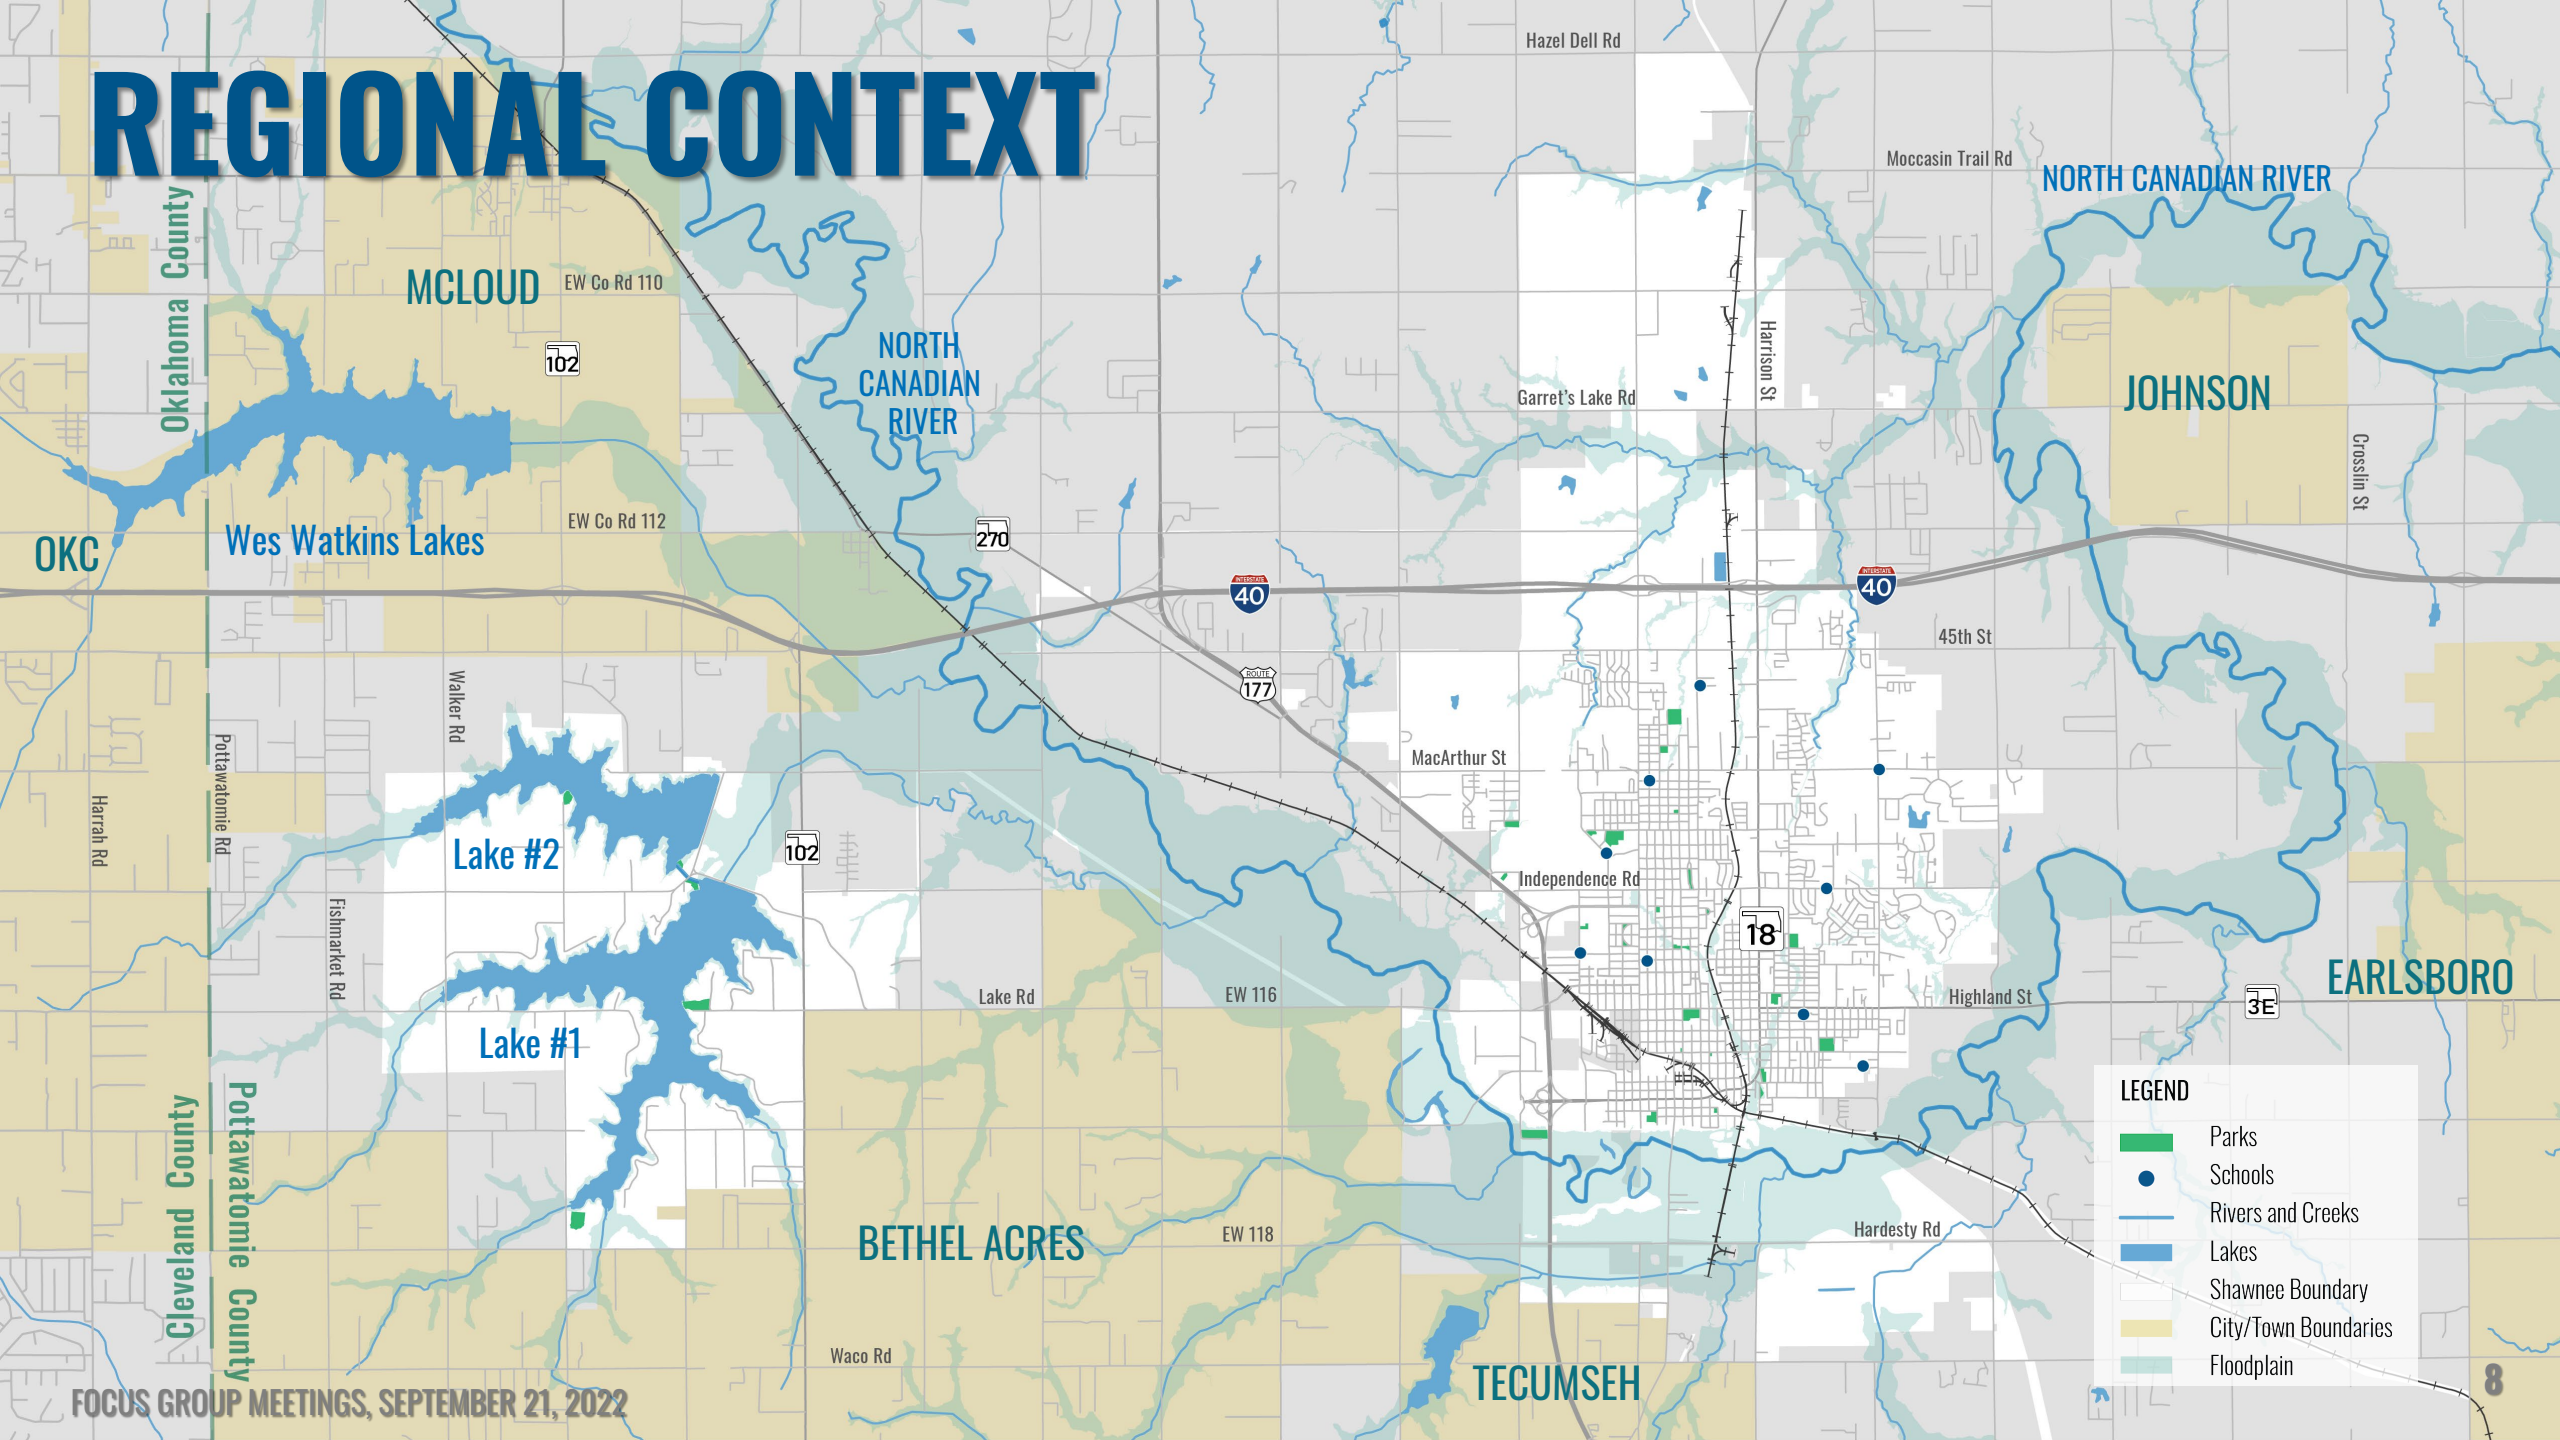 REGIONAL CONTEXT
Hazel Dell Rd
Moccasin Trail Rd
NORTH CANADIAN RIVER
Oklahoma County
MCLOUD
EW Co Rd 110
102
NORTH
CANADIAN
RIVER
Harrison St
Garret's Lake Rd
JOHNSON
Crosslin St
OKC
Wes Watkins Lakes
EW Co Rd 112
270
INTERSTATE
40
INTERSTATE
40
45th St
Walker Rd
ROUTE
177
Pottawatomie Rd
MacArthur St
Harrah Rd
Lake #2
102
Independence Rd
Fishmarket Rd
18
Lake Rd
EW 116
Highland St
EARLSBORO
3E
Lake #1
Cleveland County
Pottawatomie County
BETHEL ACRES
EW 118
Hardesty Rd
Waco Rd
TECUMSEH
LEGEND
Parks
Schools
Rivers and Creeks
Lakes
Shawnee Boundary
City/Town Boundaries
Floodplain
FOCUS GROUP MEETINGS, SEPTEMBER 21, 2022
8